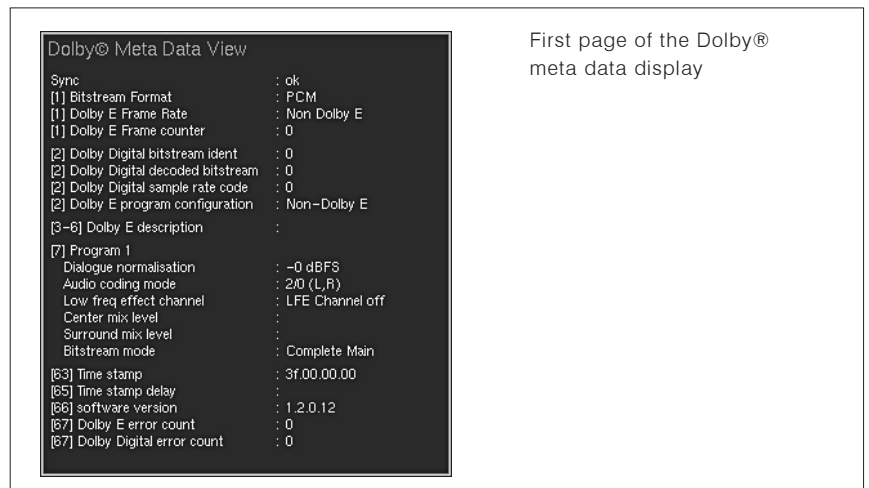 Dolby© Meta Data View
Sync : ok
[1] Bitstream Format : PCM
[1] Dolby E Frame Rate : Non Dolby E
[1] Dolby E Frame counter : 0
[2] Dolby Digital bitstream ident : 0
[2] Dolby Digital decoded bitstream : 0
[2] Dolby Digital sample rate code : 0
[2] Dolby E program configuration : Non-Dolby E
[3-6] Dolby E description :
[7] Program 1
Dialogue normalisation : -0 dBFS
Audio coding mode : 2/0 (L,R)
Low freq effect channel : LFE Channel off
Center mix level :
Surround mix level :
Bitstream mode : Complete Main
[63] Time stamp : 3f.00.00.00
[65] Time stamp delay :
[66] software version : 1.2.0.12
[67] Dolby E error count : 0
[67] Dolby Digital error count : 0
First page of the Dolby®
meta data display